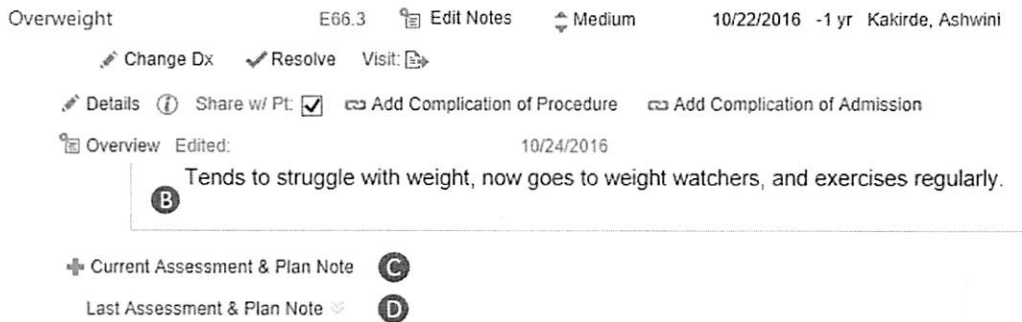 Overweight E66.3 Edit Notes Medium 10/22/2016 -1 yr Kakirde, Ashwini
Change Dx Resolve Visit:
Details Share w/ Pt: Add Complication of Procedure Add Complication of Admission
Overview Edited: 10/24/2016
Tends to struggle with weight, now goes to weight watchers, and exercises regularly.
B
Current Assessment & Plan Note C
Last Assessment & Plan Note D